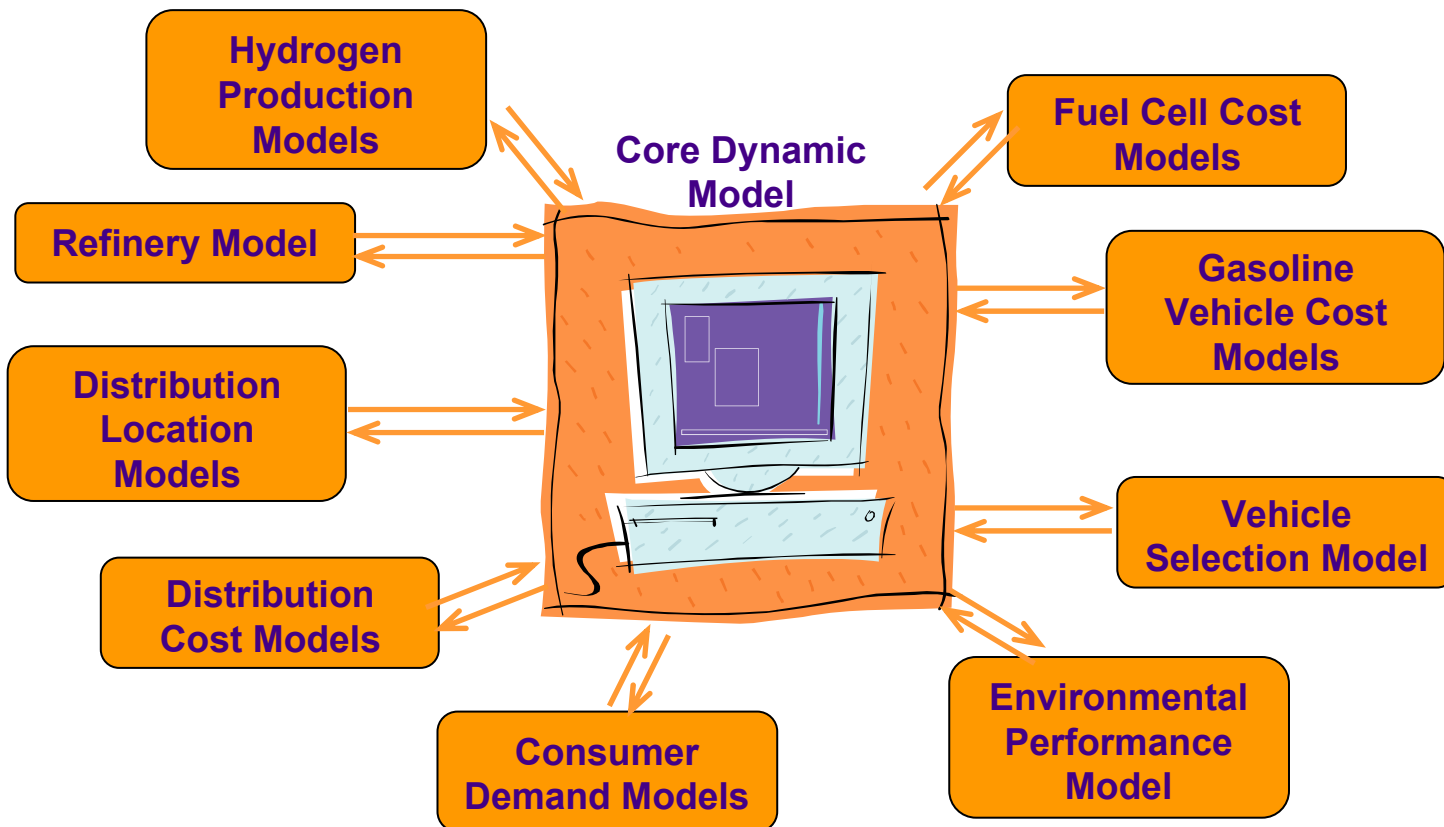 Hydrogen
Production
Models
Fuel Cell Cost
Models
Core Dynamic
Model
Refinery Model
Gasoline
Vehicle Cost
Models
Distribution
Location
Models
Vehicle
Selection Model
Distribution
Cost Models
Environmental
Performance
Model
Consumer
Demand Models